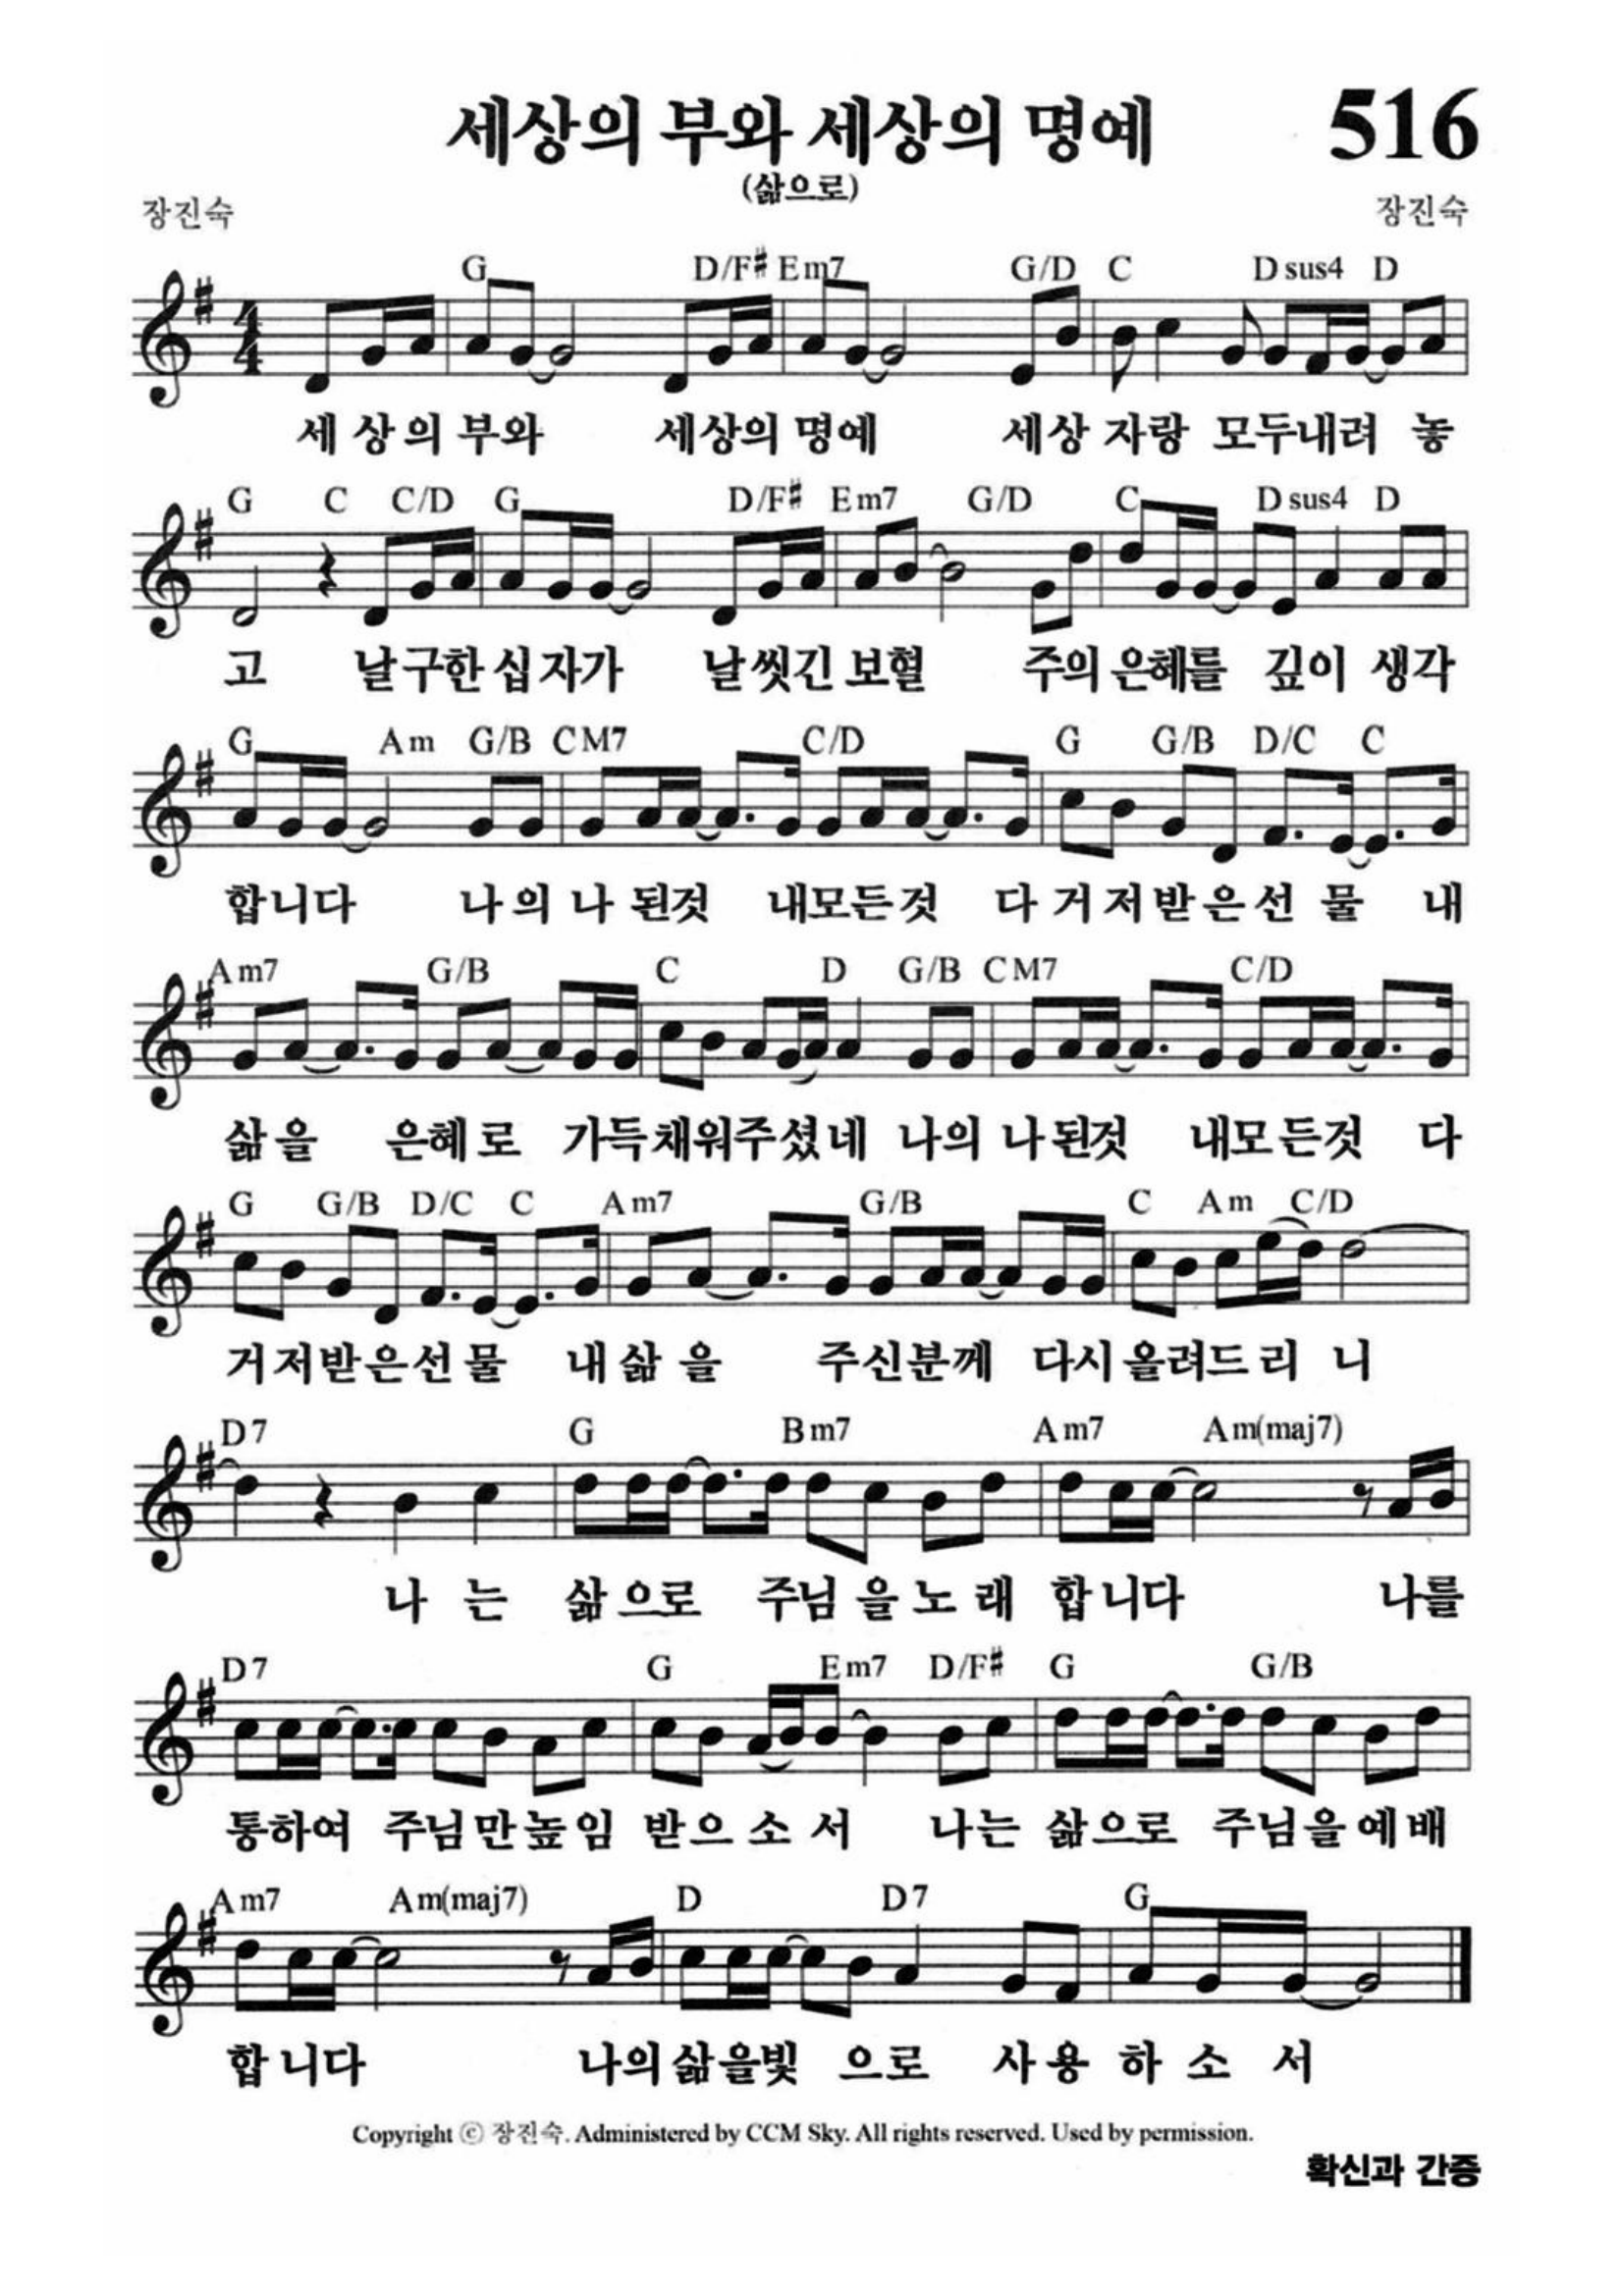 세상의 부와 세상의 명예 516
(삶으로)
장진숙 장진숙
G D/F# Em7 G/D C Dsus4 D
4/4
세 상의 부와 세상의 명예 세상 자랑 모두내려 놓
G C C/D G D/F# Em7 G/D C Dsus4 D
고 날구한 십자가 날씻긴 보혈 주의 은혜를 깊이 생각
G Am G/B CM7 C/D G G/B D/C C
합니다 나의 나 된것 내모든것 다 거저받은선 물 내
Am7 G/B C D G/B CM7 C/D
삶을 은혜로 가득채워주셨네 나의 나된것 내모든것 다
G G/B D/C C Am7 G/B C Am C/D
거저받은선물 내삶 을 주신분께 다시올려드리 니
D7 G Bm7 Am7 Am(maj7)
나 는 삶으로 주님을노래 합니다 나를
D7 G Em7 D/F# G G/B
통하여 주님만높임 받으소서 나는 삶으로 주님을예배
Am7 Am(maj7) D D7 G
합니다 나의삶을빛 으로 사용 하 소 서
Copyright ⓒ 장진숙. Administered by CCM Sky. All rights reserved. Used by permission.
확신과 간증